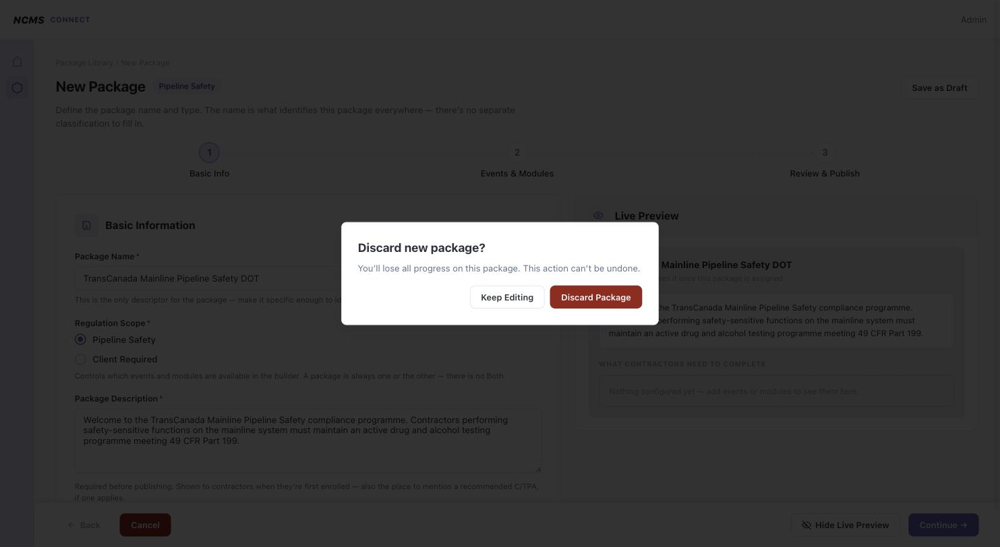 NCMS CONNECT
Admin
Package Library › New Package
New Package Pipeline Safety
Save as Draft
Define the package name and type. The name is what identifies this package everywhere — there's no separate
classification to fill in.
1 2 3
Basic Info Events & Modules Review & Publish
Basic Information
Package Name *
TransCanada Mainline Pipeline Safety DOT
This is the only descriptor for the package — make it specific enough to
Regulation Scope *
Pipeline Safety
Client Required
Controls which events and modules are available in the builder. A package is always one or the other — there is no Both.
Package Description *
Welcome to the TransCanada Mainline Pipeline Safety compliance programme. Contractors performing
safety-sensitive functions on the mainline system must maintain an active drug and alcohol testing
programme meeting 49 CFR Part 199.
Required before publishing. Shown to contractors when they're first enrolled — also the place to mention a recommended C/TPA,
if one applies.
Live Preview
Mainline Pipeline Safety DOT
it once this package is assigned
the TransCanada Mainline Pipeline Safety compliance programme.
performing safety-sensitive functions on the mainline system must
maintain an active drug and alcohol testing programme meeting 49 CFR Part 199.
WHAT CONTRACTORS NEED TO COMPLETE
Nothing configured yet — add events or modules to see them here.
Discard new package?
You'll lose all progress on this package. This action can't be undone.
Keep Editing Discard Package
← Back Cancel
Hide Live Preview Continue →